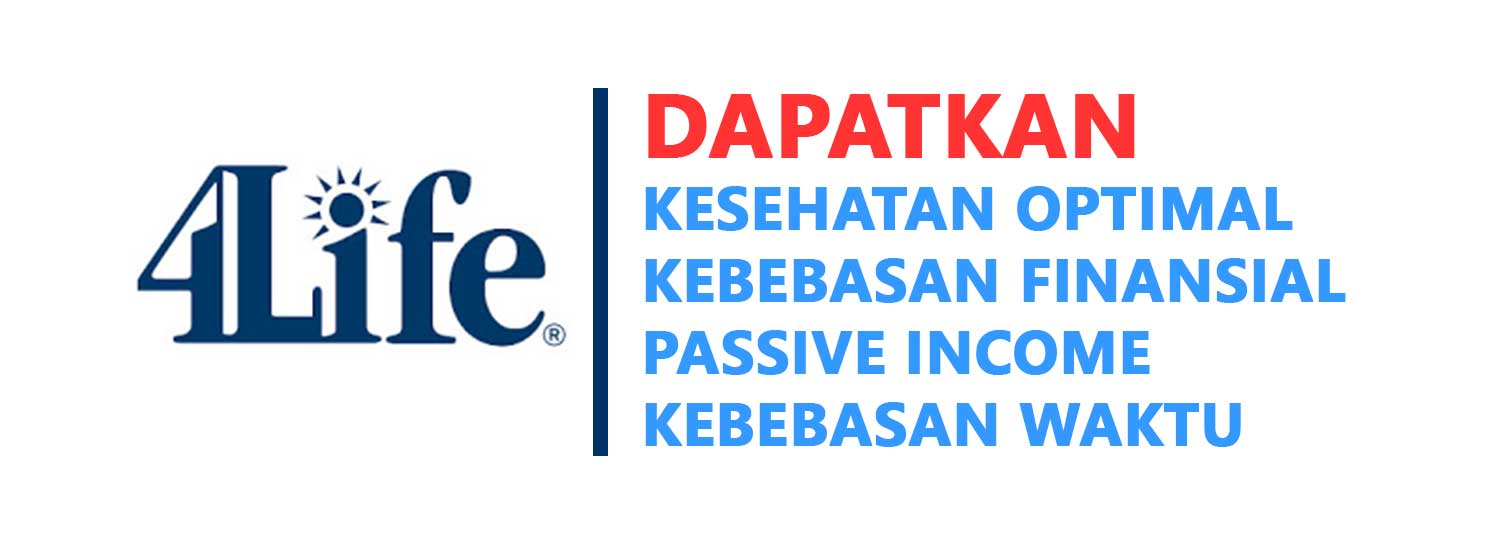 4Life®
DAPATKAN
KESEHATAN OPTIMAL
KEBEBASAN FINANSIAL
PASSIVE INCOME
KEBEBASAN WAKTU